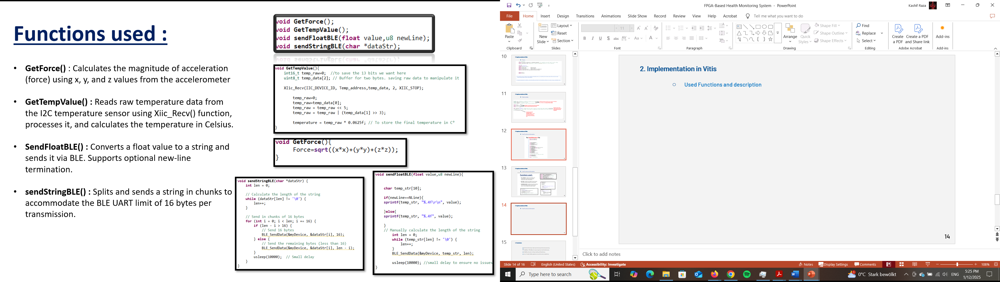 Functions used :
• GetForce() : Calculates the magnitude of acceleration
(force) using x, y, and z values from the accelerometer
• GetTempValue() : Reads raw temperature data from
the I2C temperature sensor using Xiic_Recv() function,
processes it, and calculates the temperature in Celsius.
• SendFloatBLE() : Converts a float value to a string and
sends it via BLE. Supports optional new-line
termination.
• sendStringBLE() : Splits and sends a string in chunks to
accommodate the BLE UART limit of 16 bytes per
transmission.
void GetForce();
void GetTempValue();
void sendFloatBLE(float value,u8 newLine);
void sendStringBLE(char *dataStr);
void GetTempValue(){
int16_t temp_raw=0; //to save the 13 bits we want here
uint8_t temp_data[2]; // Buffer for two bytes. saving raw data to manipulate it
XIic_Recv(IIC_DEVICE_ID, Temp_address,temp_data, 2, XIIC_STOP);
temp_raw=0;
temp_raw=temp_data[0];
temp_raw = temp_raw << 5;
temp_raw = temp_raw | (temp_data[1] >> 3);
temperature = temp_raw * 0.0625f; // To store the final temperature in C°
}
void GetForce(){
Force=sqrt((x*x)+(y*y)+(z*z));
}
void sendStringBLE(char *dataStr) {
int len = 0;
// Calculate the length of the string
while (dataStr[len] != '\0') {
len++;
}
// Send in chunks of 16 bytes
for (int i = 0; i < len; i += 16) {
if (len - i > 16) {
// Send 16 bytes
BLE_SendData(&myDevice, &dataStr[i], 16);
} else {
// Send the remaining bytes (less than 16)
BLE_SendData(&myDevice, &dataStr[i], len - i);
}
usleep(10000); // Small delay
}
}
void sendFloatBLE(float value,u8 newLine){
char temp_str[10];
if(newLine==NLine){
sprintf(temp_str, "%.4f\r\n", value);
}else{
sprintf(temp_str, "%.4f", value);
}
// Manually calculate the length of the string
int len = 0;
while (temp_str[len] != '\0') {
len++;
}
BLE_SendData(&myDevice, temp_str, len);
usleep(10000); //small delay to ensure no issues
}
FPGA-Based Health Monitoring System - PowerPoint
Kashif Raza
File Home Insert Design Transitions Animations Slide Show Record Review View Help Acrobat Tell me what you want to do
Paste
Clipboard
New
Slide
Layout
Reset
Section
Slides
11
B I U S abc AV Aa A
Font
Paragraph
Arrange
Quick
Styles
Shape Fill
Shape Outline
Shape Effects
Drawing
Find
Replace
Select
Editing
Create
a PDF
Create a PDF
and Share link
Adobe Acrobat
Add-ins
Add-ins
10
11
12
13
Functions used :
14
15
2. Implementation in Vitis
o Used Functions and description
14
Click to add notes
Slide 14 of 16 English (United States) Accessibility: Investigate Notes Display Settings Comments 108%
Type here to search
0°C Stark bewölkt
ENG
5:25 PM
1/12/2025